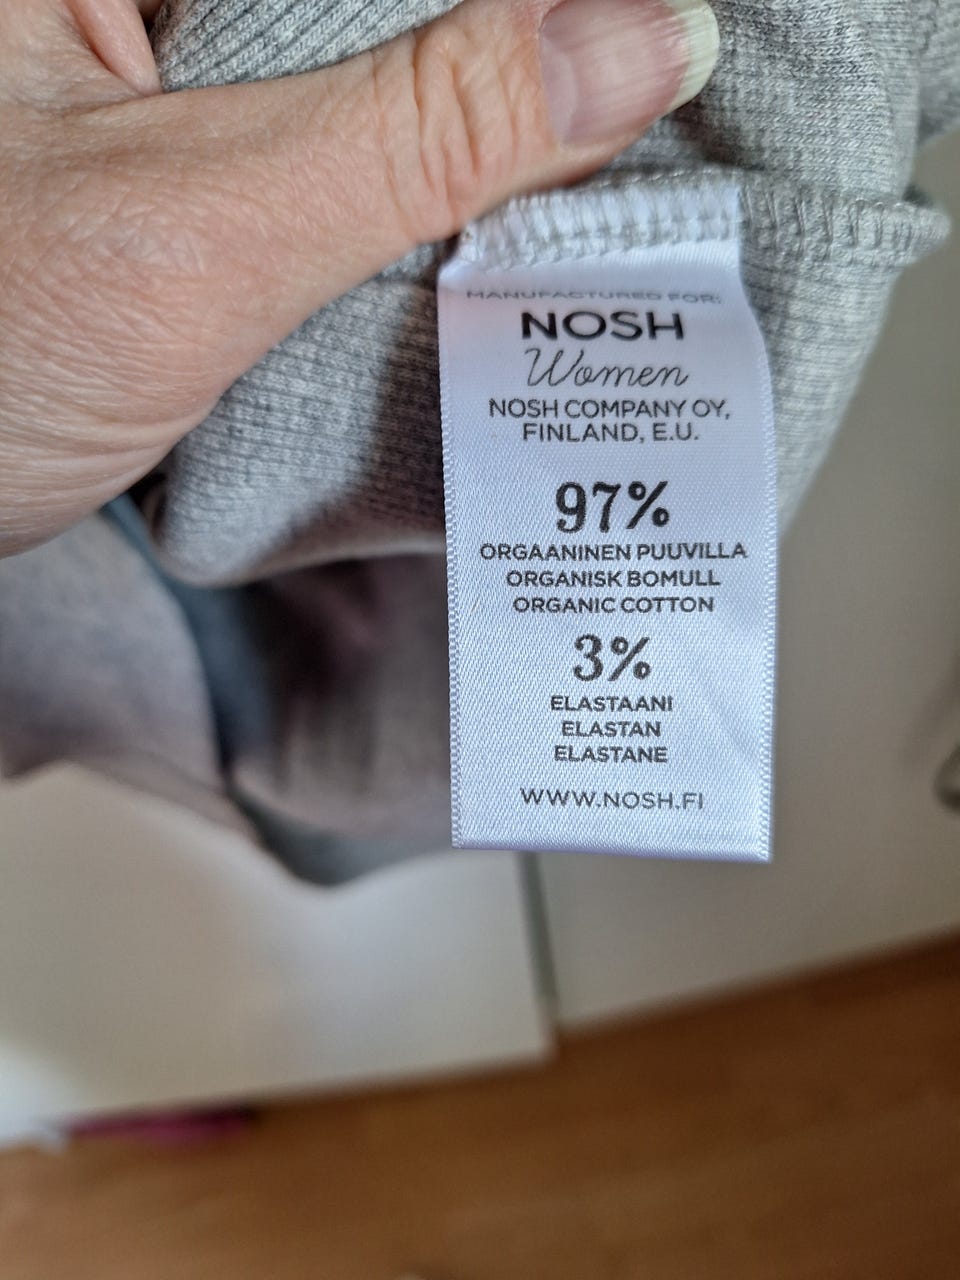 MANUFACTURED FOR:
NOSH
Women
NOSH COMPANY OY,
FINLAND, E.U.
97%
ORGAANINEN PUUVILLA
ORGANISK BOMULL
ORGANIC COTTON
3%
ELASTAANI
ELASTAN
ELASTANE
WWW.NOSH.FI